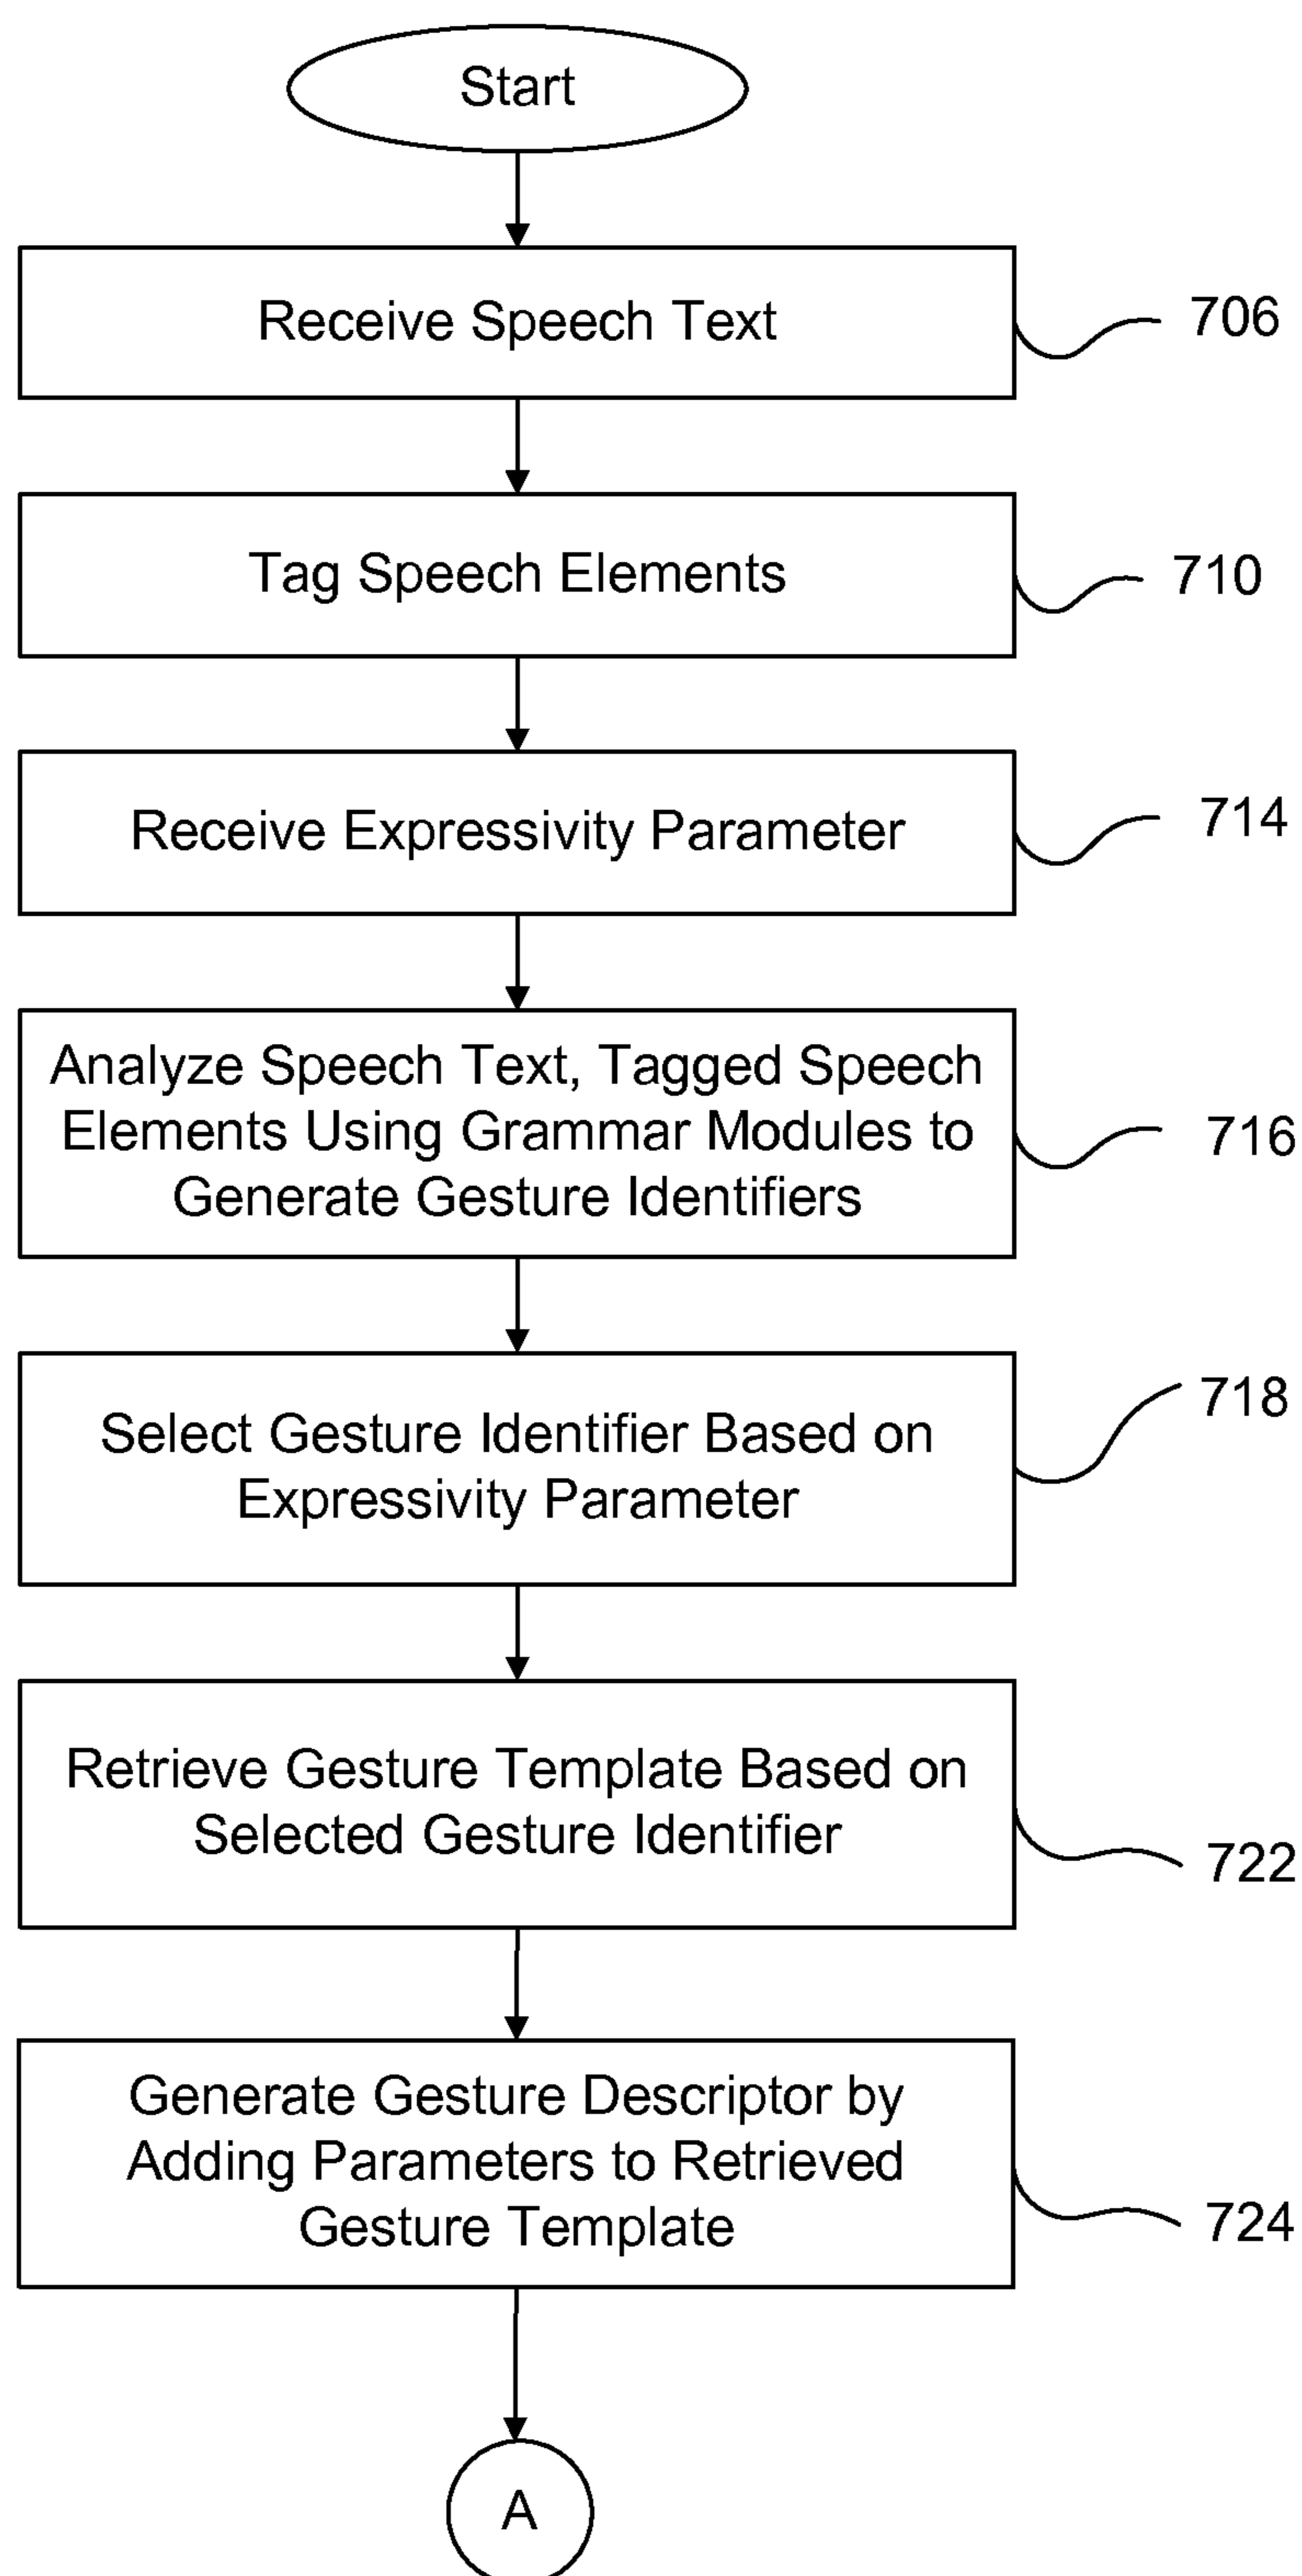 Start
Receive Speech Text
706
Tag Speech Elements
710
Receive Expressivity Parameter
714
Analyze Speech Text, Tagged Speech
Elements Using Grammar Modules to
Generate Gesture Identifiers
716
Select Gesture Identifier Based on
Expressivity Parameter
718
Retrieve Gesture Template Based on
Selected Gesture Identifier
722
Generate Gesture Descriptor by
Adding Parameters to Retrieved
Gesture Template
724
A